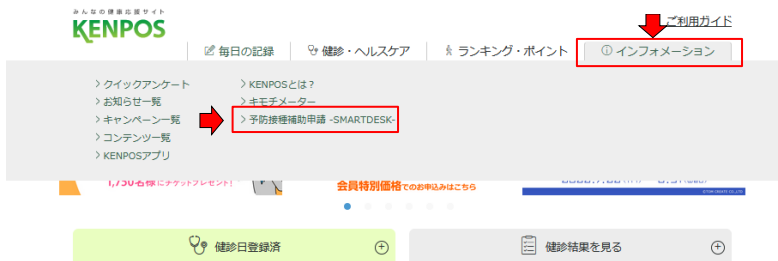 みんなの健康応援サイト
KENPOS
ご利用ガイド
毎日の記録
健診・ヘルスケア
ランキング・ポイント
インフォメーション
> クイックアンケート
> お知らせ一覧
> キャンペーン一覧
> コンテンツ一覧
> KENPOSアプリ
> KENPOSとは？
> キモチメーター
> 予防接種補助申請 -SMARTDESK-
1,750名様にチケットプレゼント!
会員特別価格でのお申込みはこちら
健診日登録済
健診結果を見る